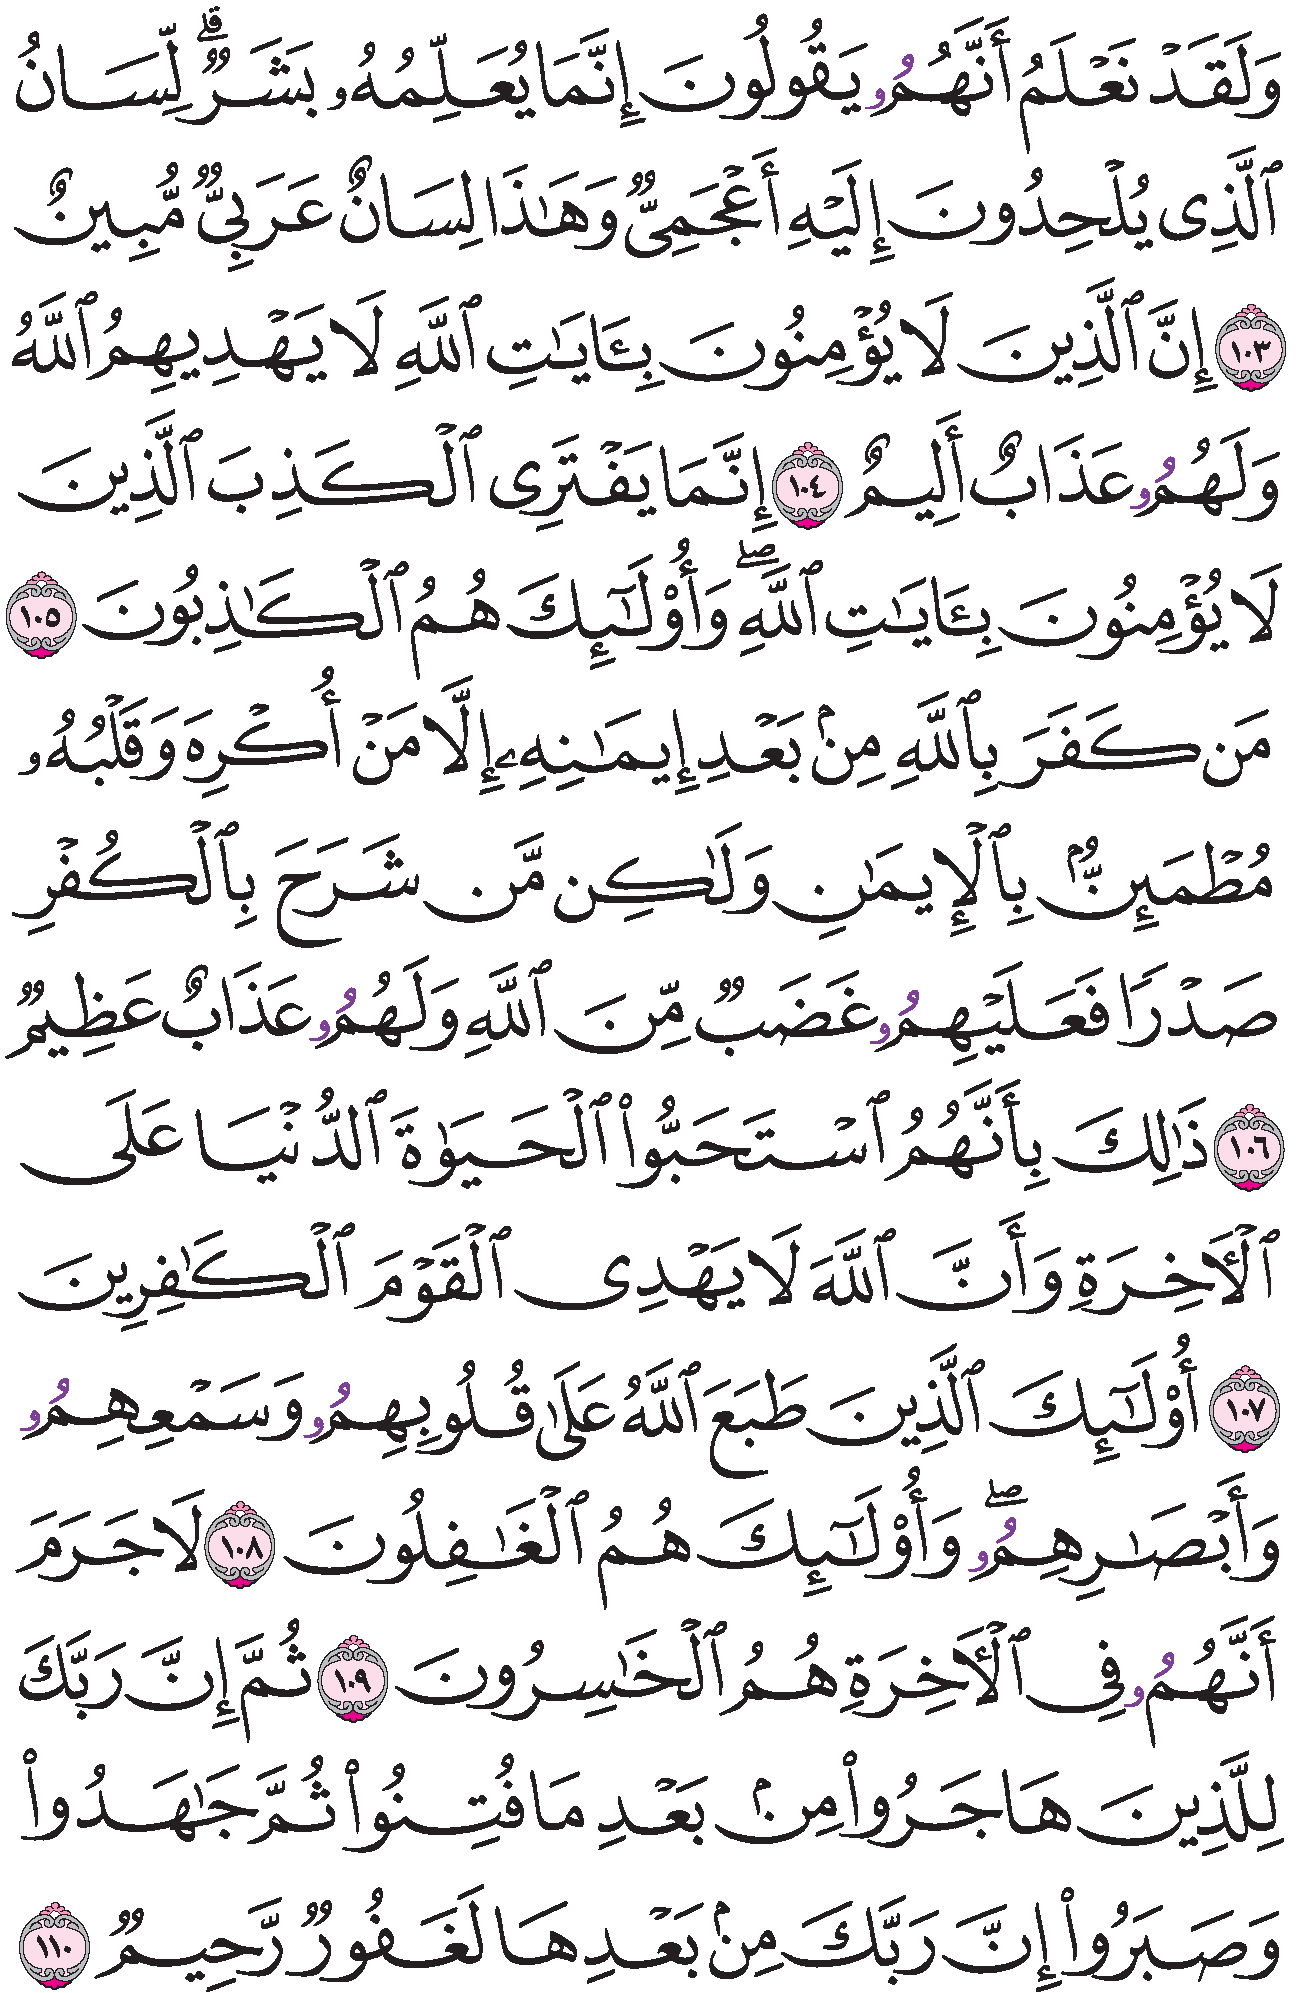 وَلَقَدۡ نَعۡلَمُ أَنَّهُمُۥ يَقُولُونَ إِنَّمَا يُعَلِّمُهُۥ بَشَرٞۗ لِّسَانُ
ٱلَّذِي يُلۡحِدُونَ إِلَيۡهِ أَعۡجَمِيّٞ وَهَٰذَا لِسَانٌ عَرَبِيّٞ مُّبِينٌ
١٠٣ إِنَّ ٱلَّذِينَ لَا يُؤۡمِنُونَ بِـَٔايَٰتِ ٱللَّهِ لَا يَهۡدِيهِمُ ٱللَّهُ
وَلَهُمُۥ عَذَابٌ أَلِيمٌ ١٠٤ إِنَّمَا يَفۡتَرِي ٱلۡكَذِبَ ٱلَّذِينَ
لَا يُؤۡمِنُونَ بِـَٔايَٰتِ ٱللَّهِۖ وَأُوْلَٰٓئِكَ هُمُ ٱلۡكَٰذِبُونَ ١٠٥
مَن كَفَرَ بِٱللَّهِ مِنۢ بَعۡدِ إِيمَٰنِهِۦ إِلَّا مَنۡ أُكۡرِهَ وَقَلۡبُهُۥ
مُطۡمَئِنُّۢ بِٱلۡإِيمَٰنِ وَلَٰكِن مَّن شَرَحَ بِٱلۡكُفۡرِ
صَدۡرٗا فَعَلَيۡهِمُۥ غَضَبٞ مِّنَ ٱللَّهِ وَلَهُمُۥ عَذَابٌ عَظِيمٞ
١٠٦ ذَٰلِكَ بِأَنَّهُمُ ٱسۡتَحَبُّواْ ٱلۡحَيَوٰةَ ٱلدُّنۡيَا عَلَى
ٱلۡأٓخِرَةِ وَأَنَّ ٱللَّهَ لَا يَهۡدِي ٱلۡقَوۡمَ ٱلۡكَٰفِرِينَ
١٠٧ أُوْلَٰٓئِكَ ٱلَّذِينَ طَبَعَ ٱللَّهُ عَلَىٰ قُلُوبِهِمُۥ وَسَمۡعِهِمُۥ
وَأَبۡصَٰرِهِمُۥۖ وَأُوْلَٰٓئِكَ هُمُ ٱلۡغَٰفِلُونَ ١٠٨ لَا جَرَمَ
أَنَّهُمُۥ فِي ٱلۡأٓخِرَةِ هُمُ ٱلۡخَٰسِرُونَ ١٠٩ ثُمَّ إِنَّ رَبَّكَ
لِلَّذِينَ هَاجَرُواْ مِنۢ بَعۡدِ مَا فُتِنُواْ ثُمَّ جَٰهَدُواْ
وَصَبَرُواْ إِنَّ رَبَّكَ مِنۢ بَعۡدِهَا لَغَفُورٞ رَّحِيمٞ ١١٠